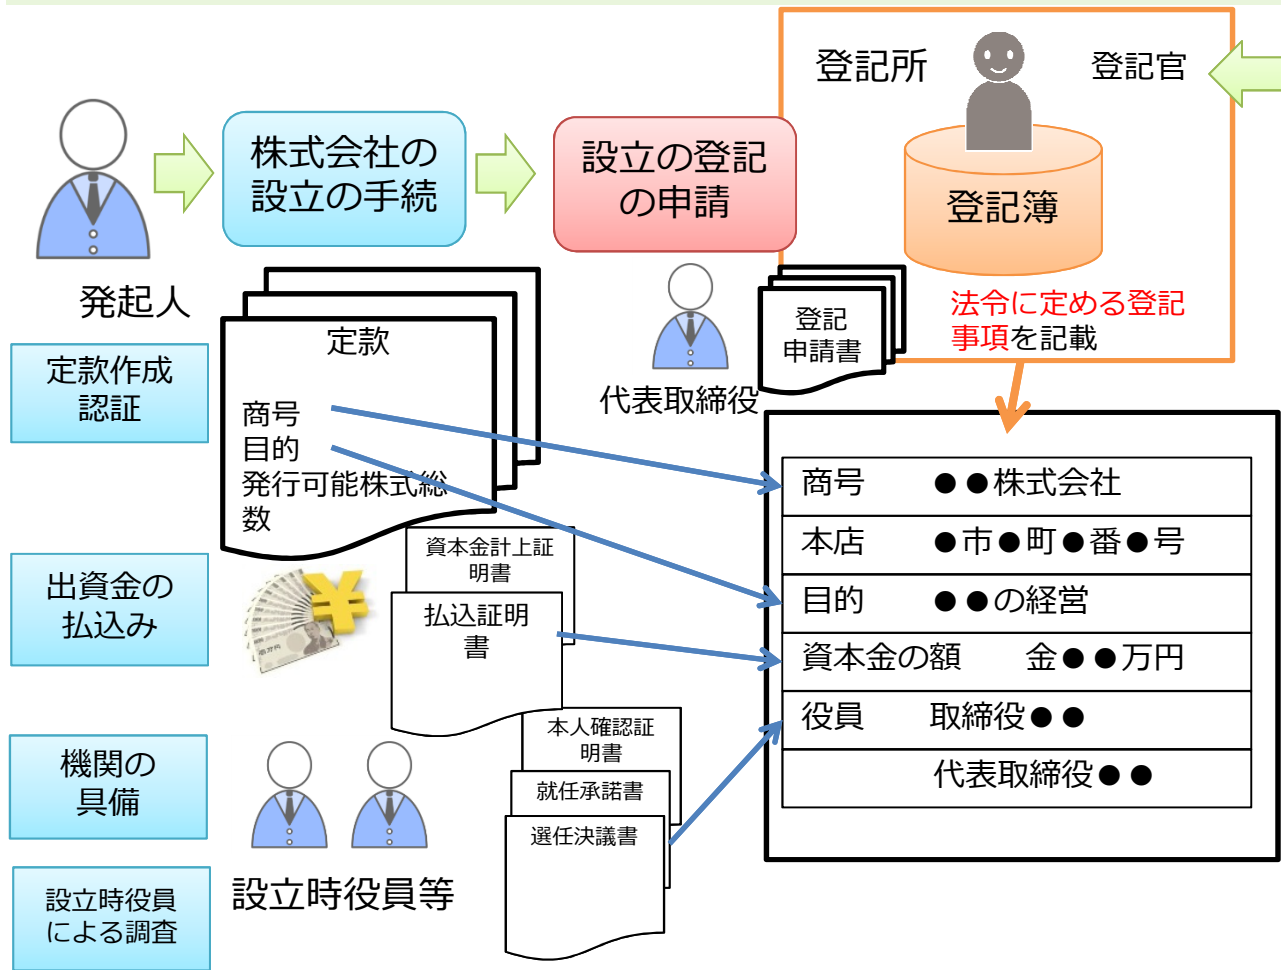 登記所
登記官
株式会社の
設立の手続
設立の登記
の申請
登記簿
発起人
法令に定める登記
事項を記載
登記
申請書
代表取締役
定款作成
認証
定款
商号
目的
発行可能株式総
数
商号 ●●株式会社
本店 ●市●町●番●号
目的 ●●の経営
資本金の額 金●●万円
役員 取締役●●
代表取締役●●
出資金の
払込み
資本金計上証
明書
払込証明
書
機関の
具備
本人確認証
明書
就任承諾書
選任決議書
設立時役員等
設立時役員
による調査